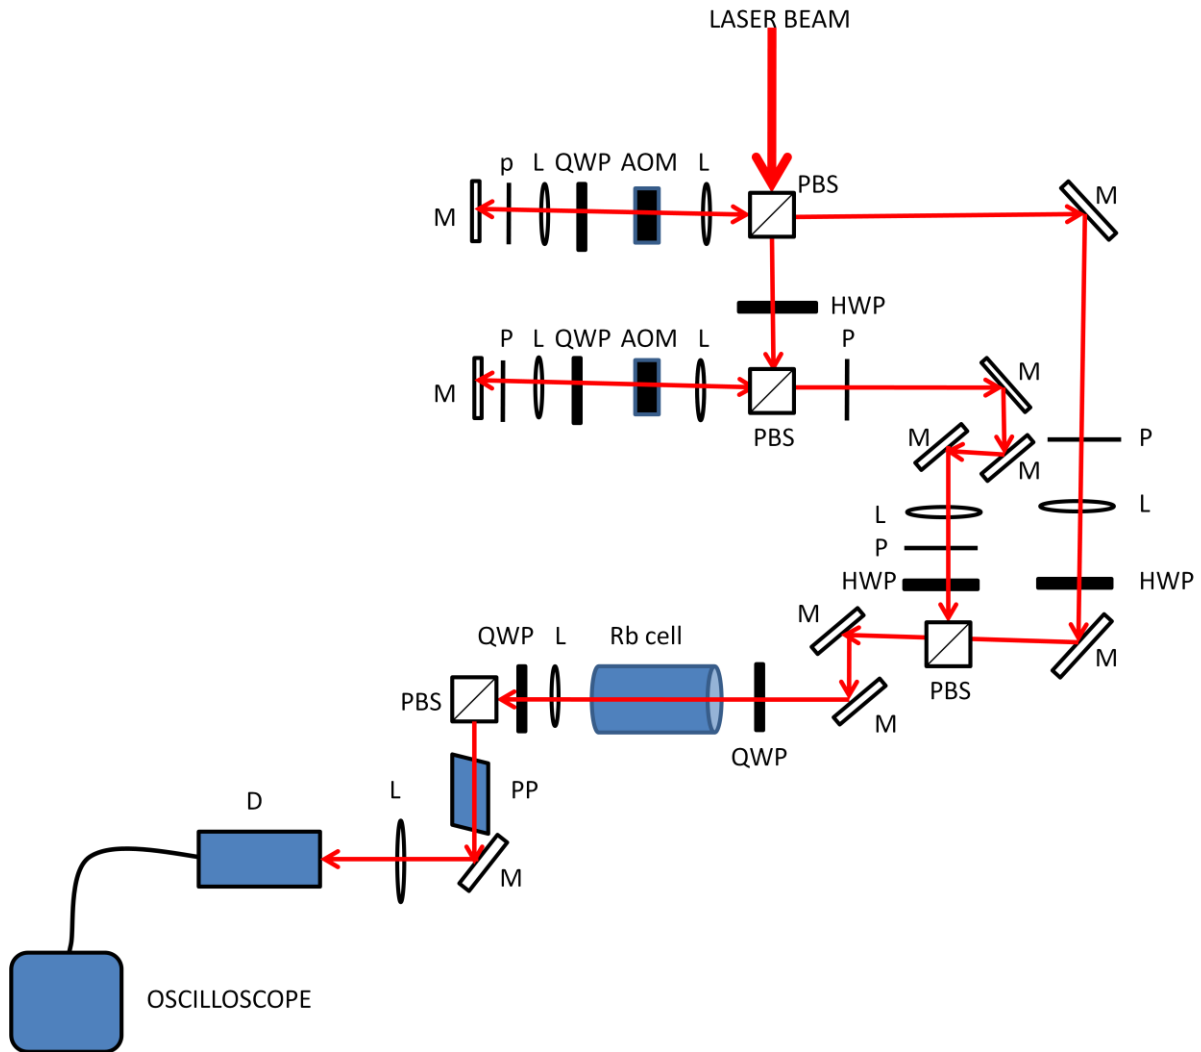 LASER BEAM
p L QWP AOM L
PBS
M
M
HWP
P L QWP AOM L P
M
M
PBS
M
M
P
L
L
P
HWP
HWP
M
QWP L Rb cell
M
PBS
PBS
M
QWP
D L PP
M
OSCILLOSCOPE